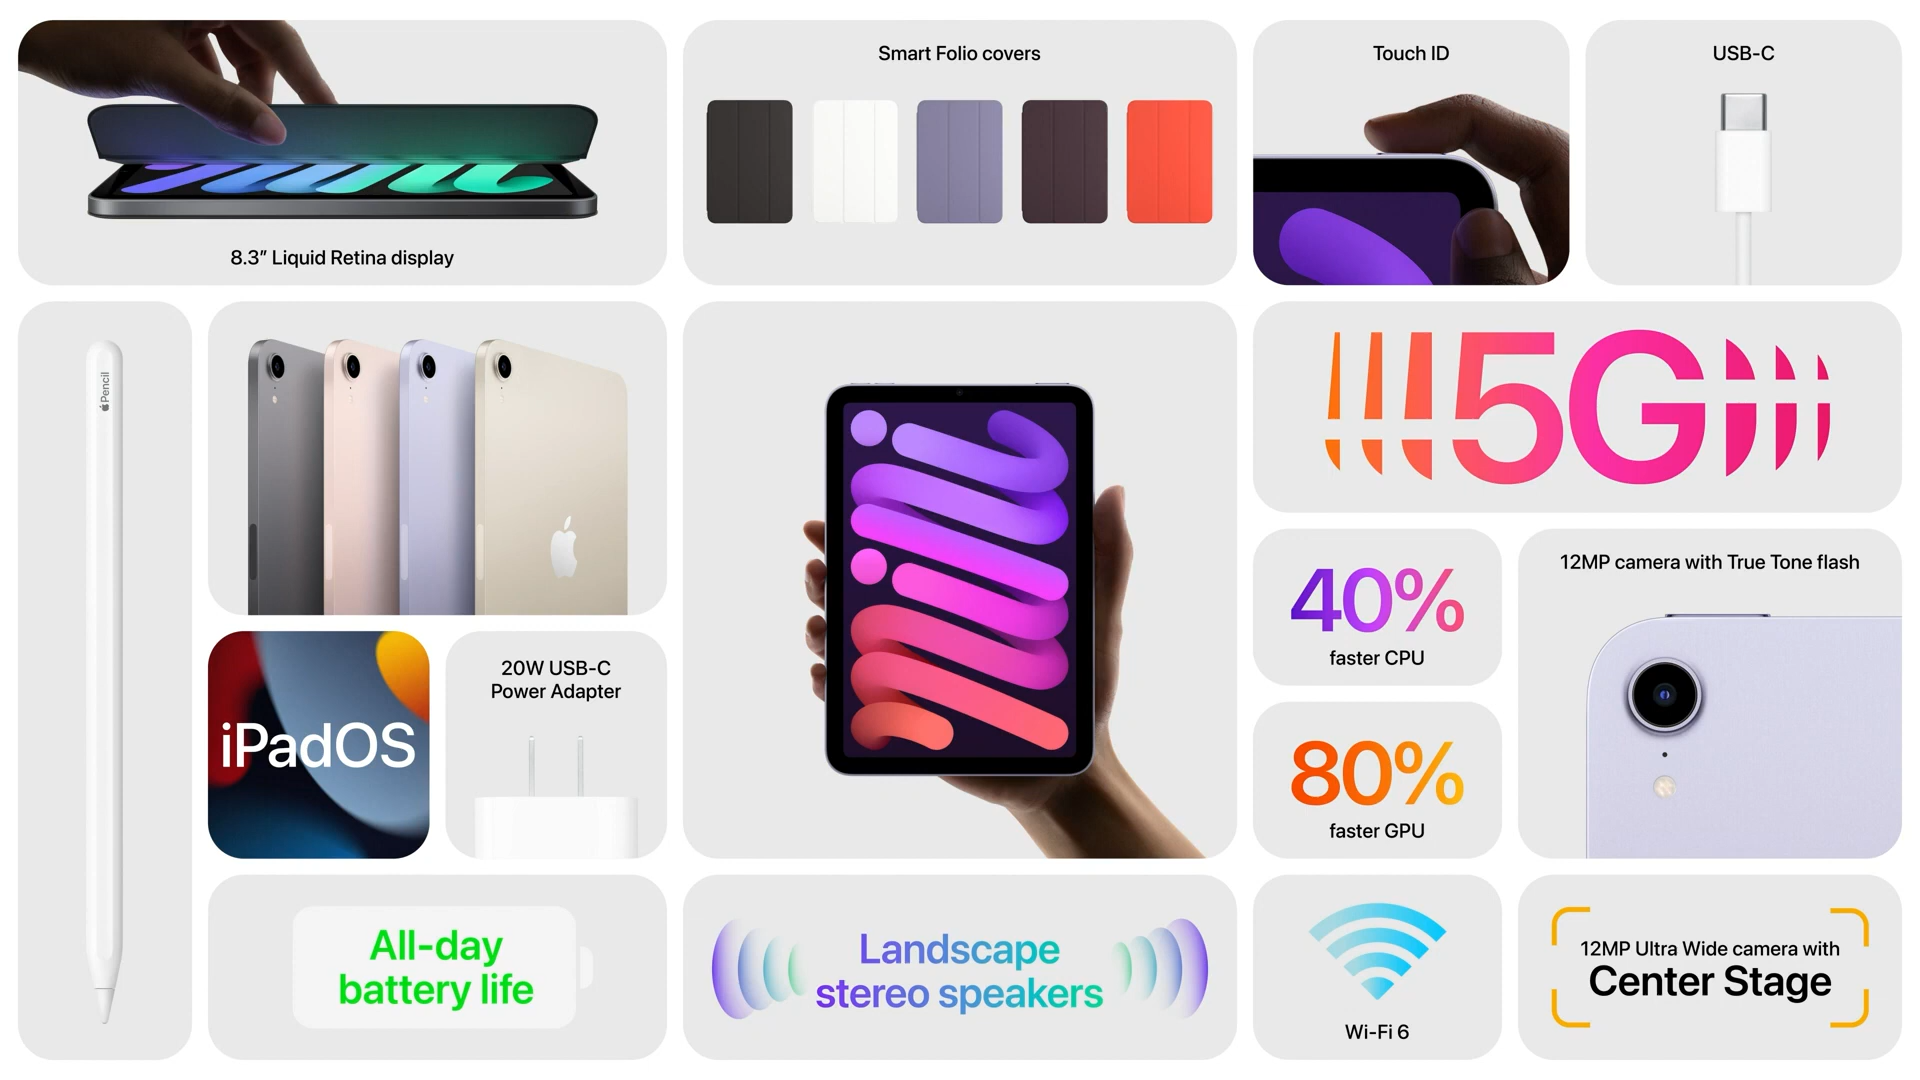 8.3” Liquid Retina display
Smart Folio covers
Touch ID
USB-C
Pencil
5G
40%
faster CPU
12MP camera with True Tone flash
iPadOS
20W USB-C
Power Adapter
80%
faster GPU
All-day
battery life
Landscape
stereo speakers
Wi-Fi 6
12MP Ultra Wide camera with
Center Stage